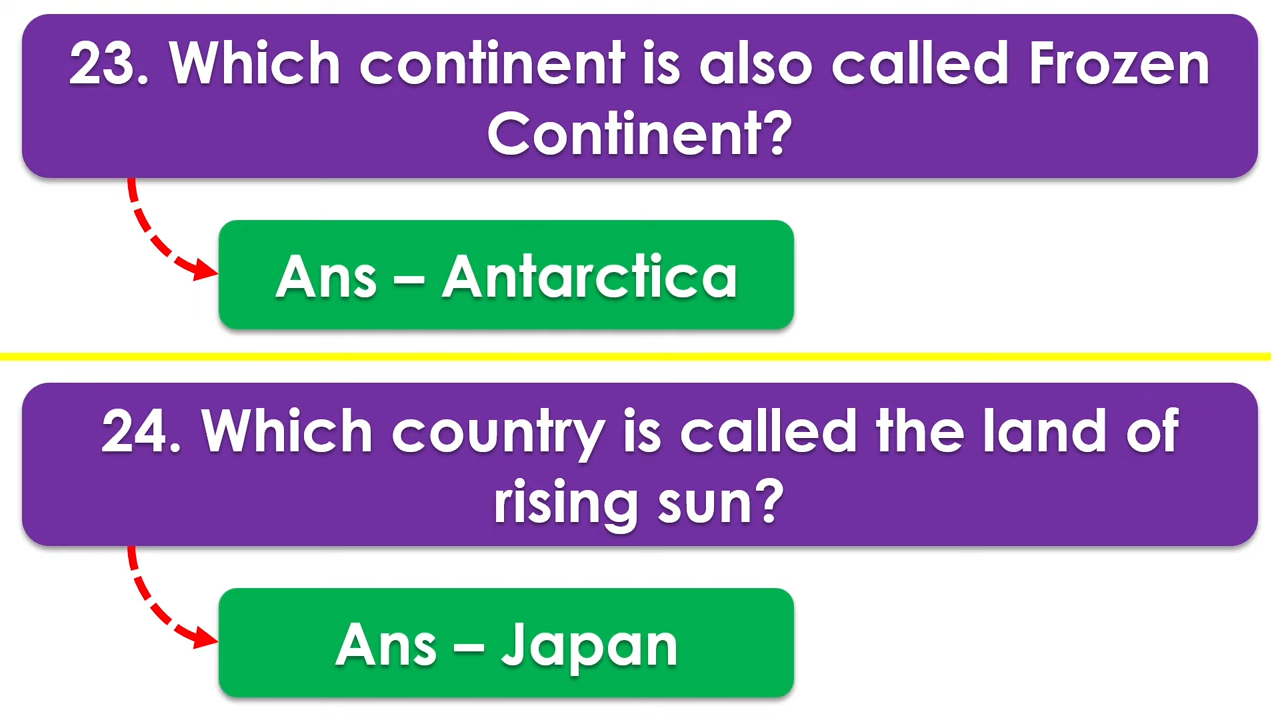 23. Which continent is also called Frozen
Continent?
Ans – Antarctica
24. Which country is called the land of
rising sun?
Ans – Japan